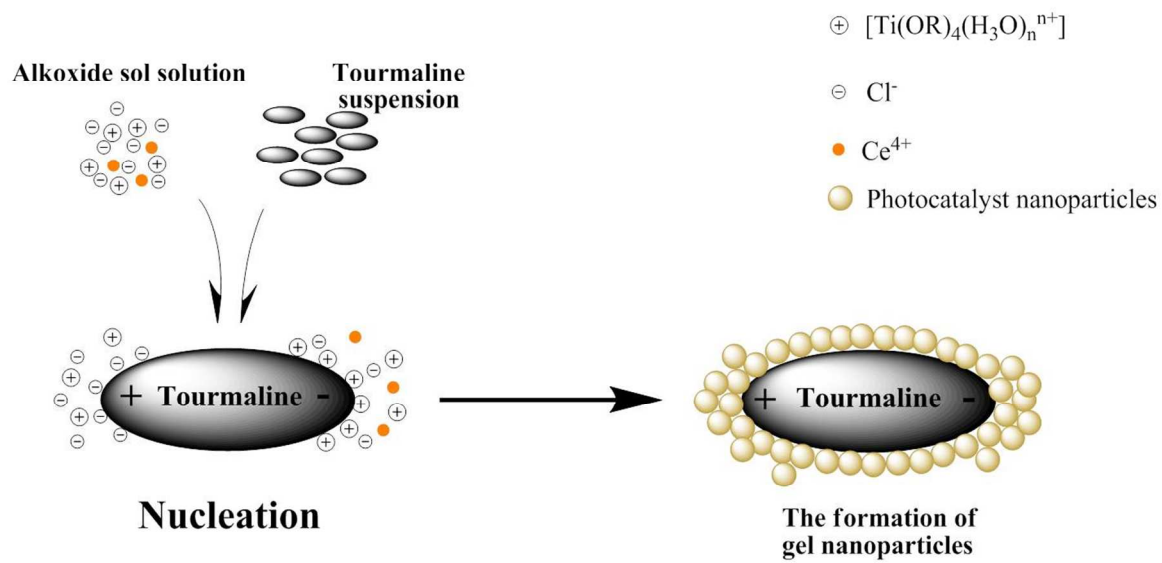 Alkoxide sol solution
Tourmaline
suspension
[Ti(OR)4(H3O)n^n+]
Cl-
Ce4+
Photocatalyst nanoparticles
+ Tourmaline -
+ Tourmaline -
Nucleation
The formation of
gel nanoparticles